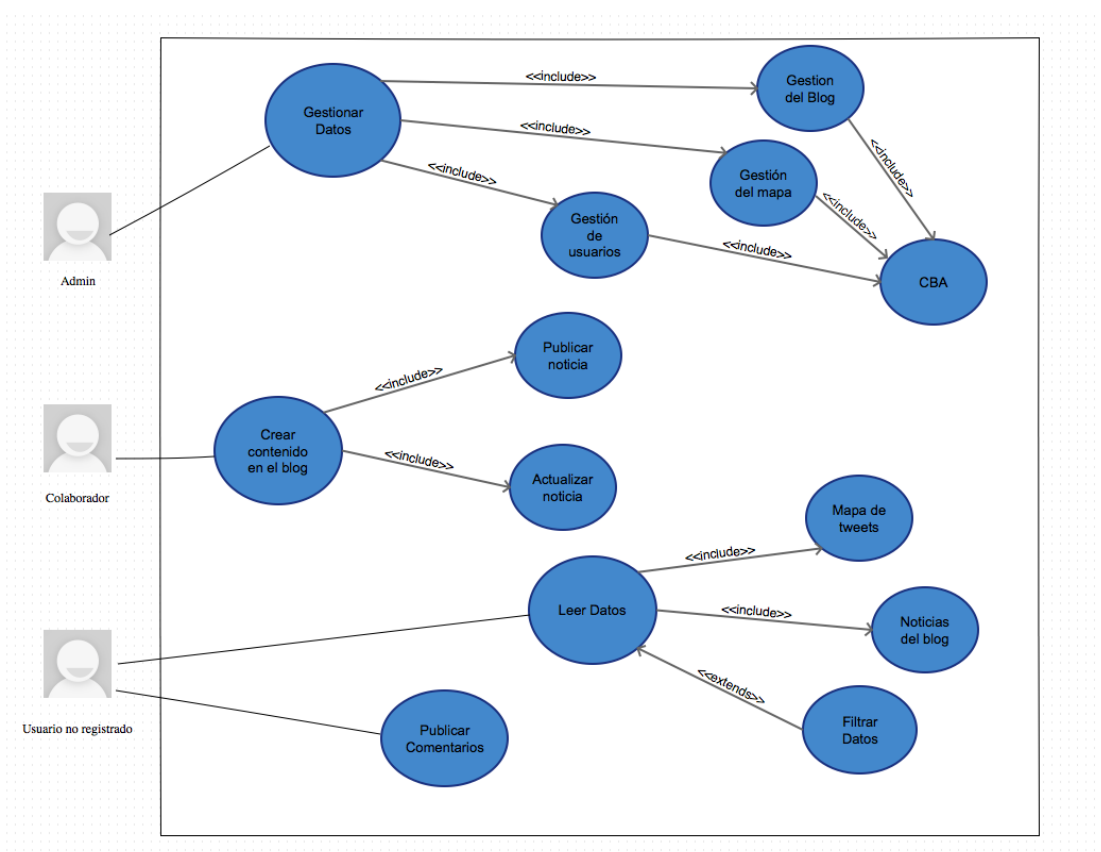 <<include>>
Gestion
del Blog
Gestionar
Datos
<<include>>
<<include>>
<<include>>
Gestión
del mapa
<<include>>
Gestión
de
usuarios
<<include>>
CBA
Admin
Publicar
noticia
<<include>>
Crear
contenido
en el blog
<<include>>
Actualizar
noticia
Colaborador
Mapa de
tweets
<<include>>
Leer Datos
<<include>>
Noticias
del blog
<<extends>>
Filtrar
Datos
Usuario no registrado
Publicar
Comentarios